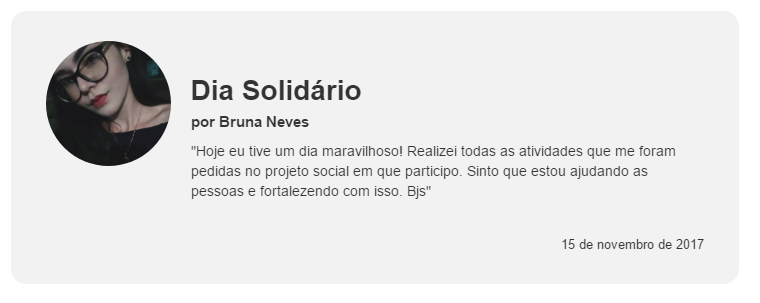 Dia Solidário
por Bruna Neves
"Hoje eu tive um dia maravilhoso! Realizei todas as atividades que me foram
pedidas no projeto social em que participo. Sinto que estou ajudando as
pessoas e fortalezendo com isso. Bjs"
15 de novembro de 2017